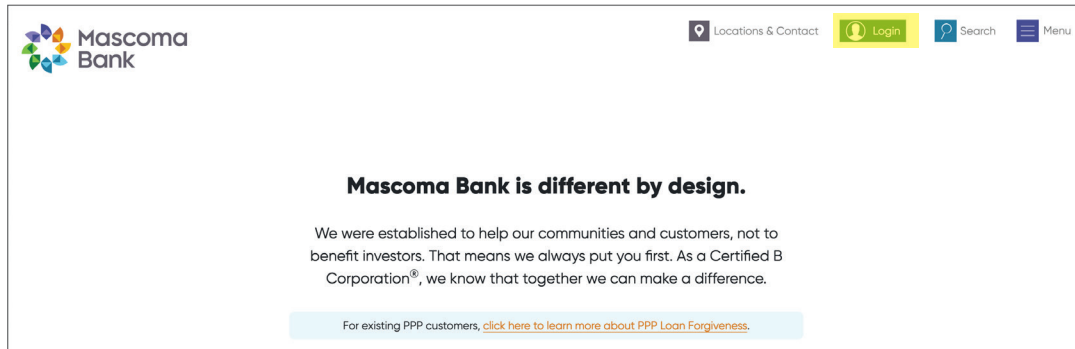 Mascoma
Bank
Locations & Contact
Login
Search
Menu
Mascoma Bank is different by design.
We were established to help our communities and customers, not to
benefit investors. That means we always put you first. As a Certified B
Corporation®, we know that together we can make a difference.
For existing PPP customers, click here to learn more about PPP Loan Forgiveness.